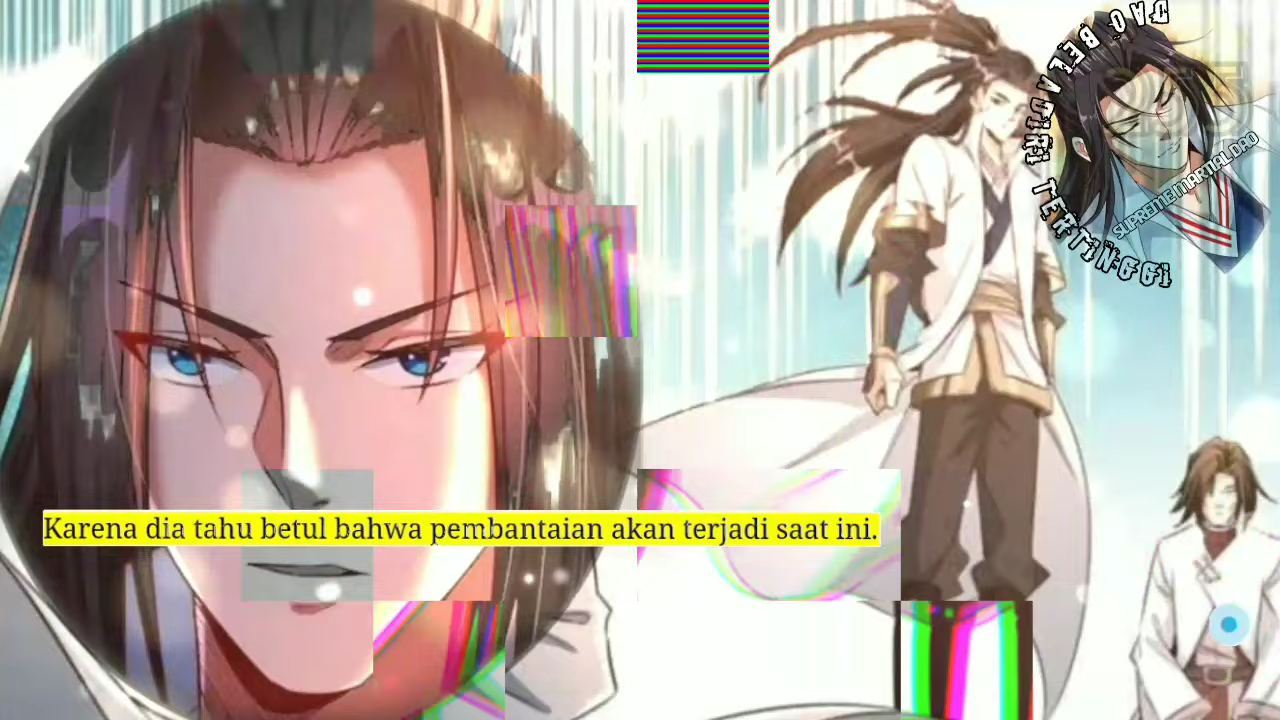 DAO BELADIRI TERTINGGI
SUPREME MARTIAL DAO
Karena dia tahu betul bahwa pembantaian akan terjadi saat ini.